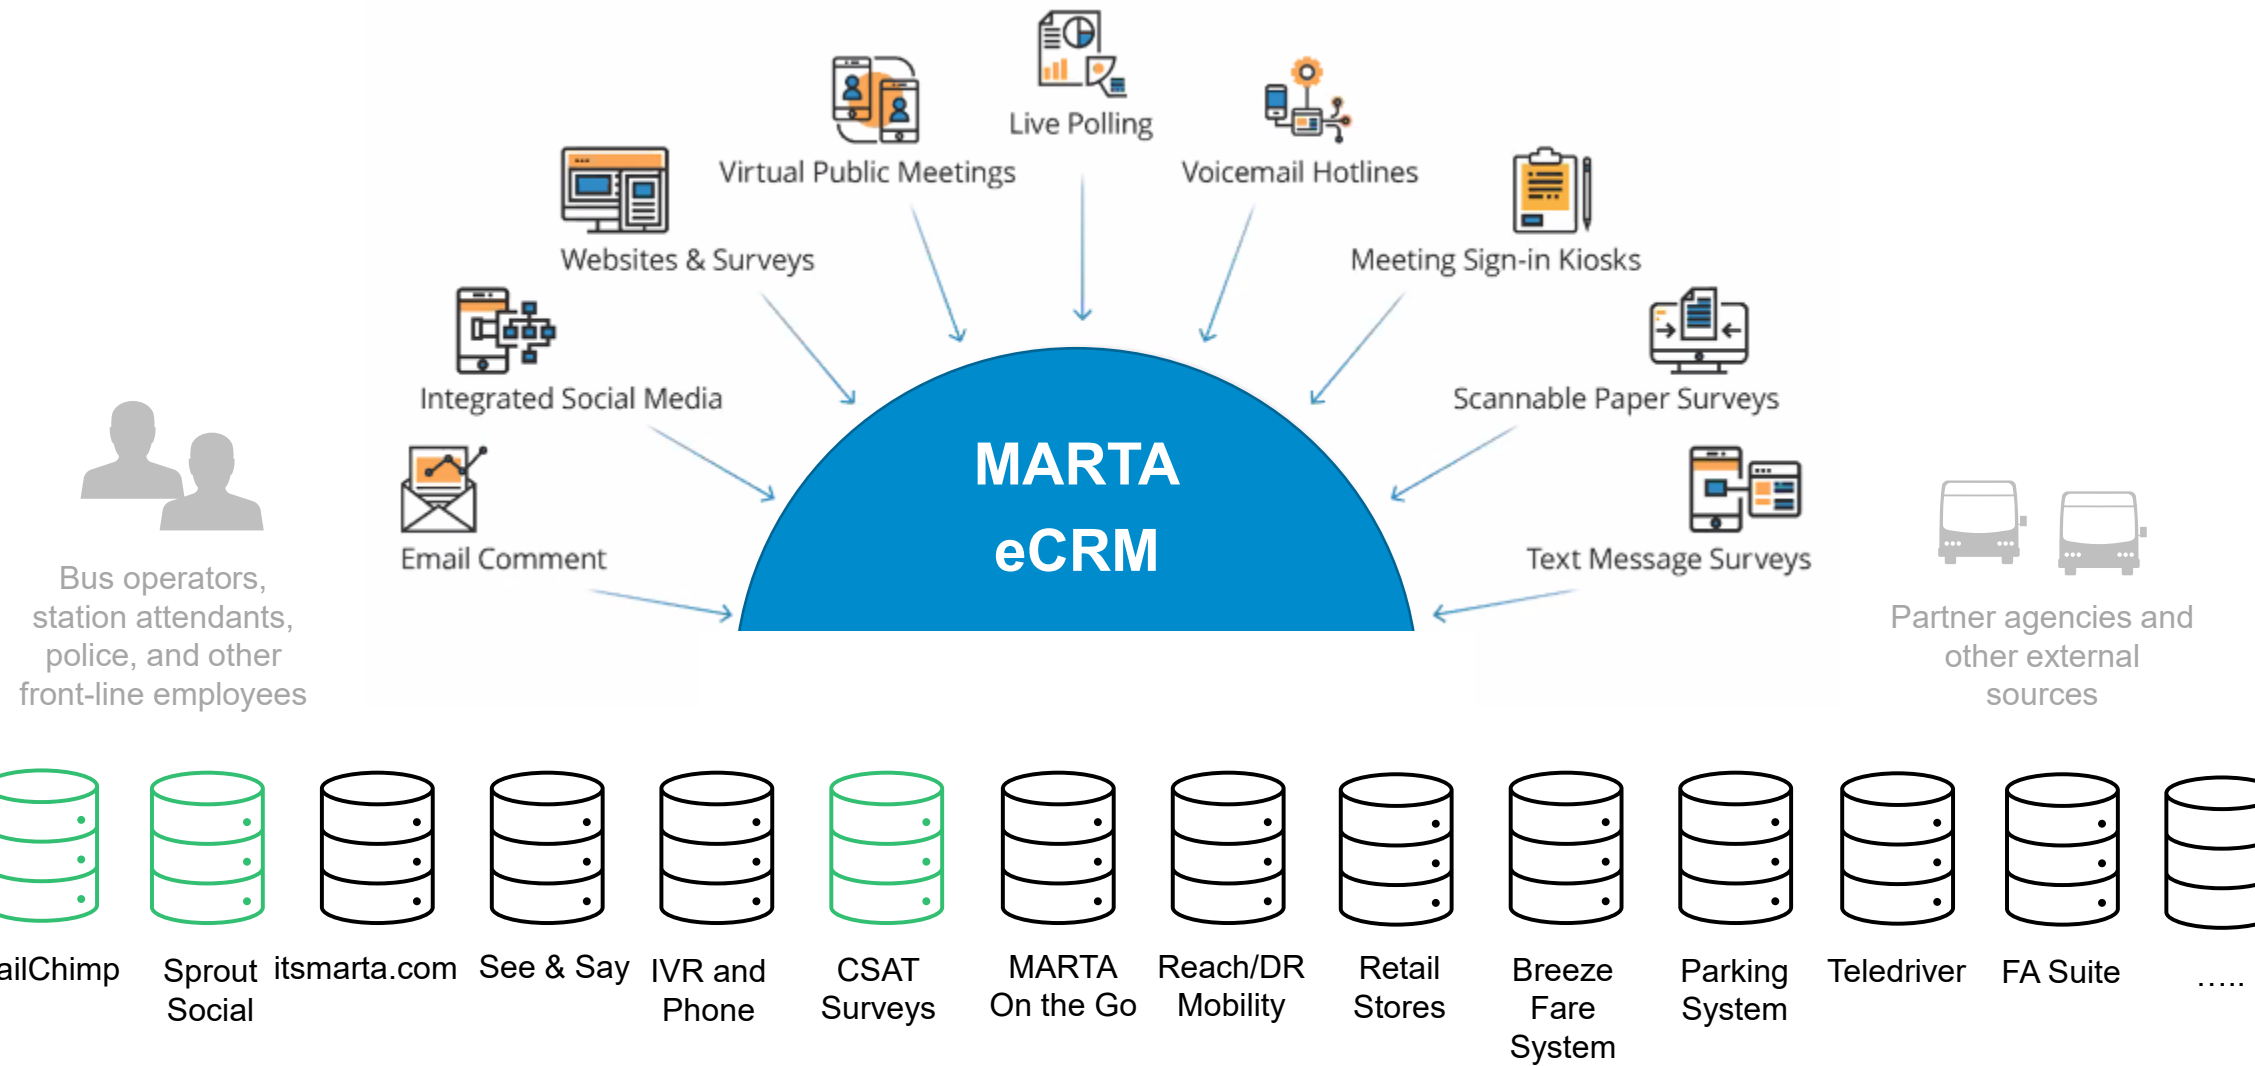 Live Polling
Virtual Public Meetings
Voicemail Hotlines
Websites & Surveys
Meeting Sign-in Kiosks
Integrated Social Media
Scannable Paper Surveys
MARTA
eCRM
Email Comment
Text Message Surveys
Bus operators,
station attendants,
police, and other
front-line employees
Partner agencies and
other external
sources
ailChimp
Sprout
Social
itsmarta.com
See & Say
IVR and
Phone
CSAT
Surveys
MARTA
On the Go
Reach/DR
Mobility
Retail
Stores
Breeze
Fare
System
Parking
System
Teledriver
FA Suite
.....